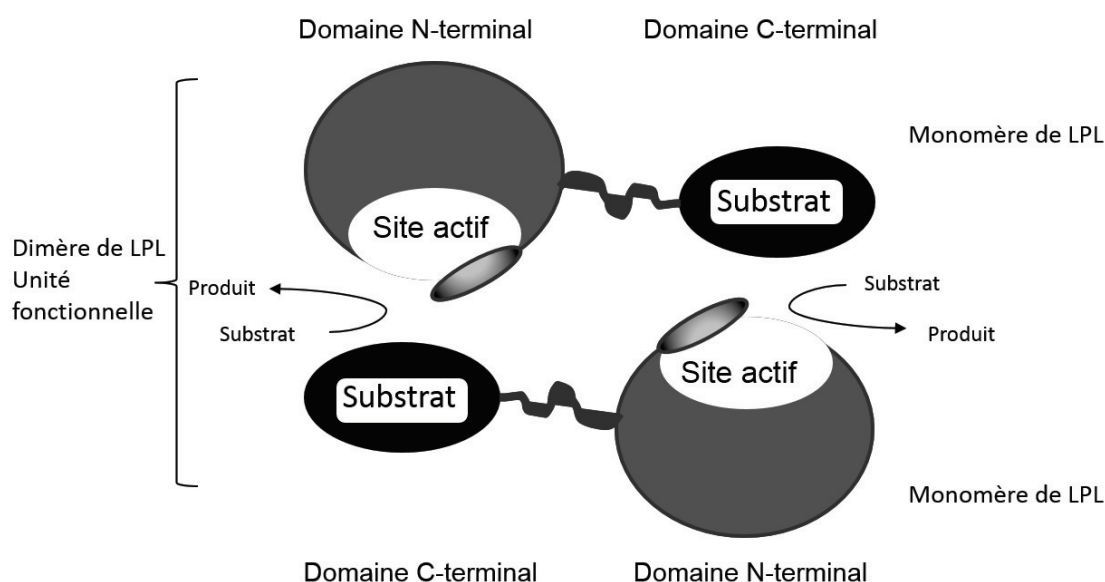 Domaine N-terminal
Domaine C-terminal
Monomère de LPL
Substrat
Site actif
Dimère de LPL
Unité
fonctionnelle
Produit
Substrat
Substrat
Produit
Substrat
Site actif
Monomère de LPL
Domaine C-terminal
Domaine N-terminal